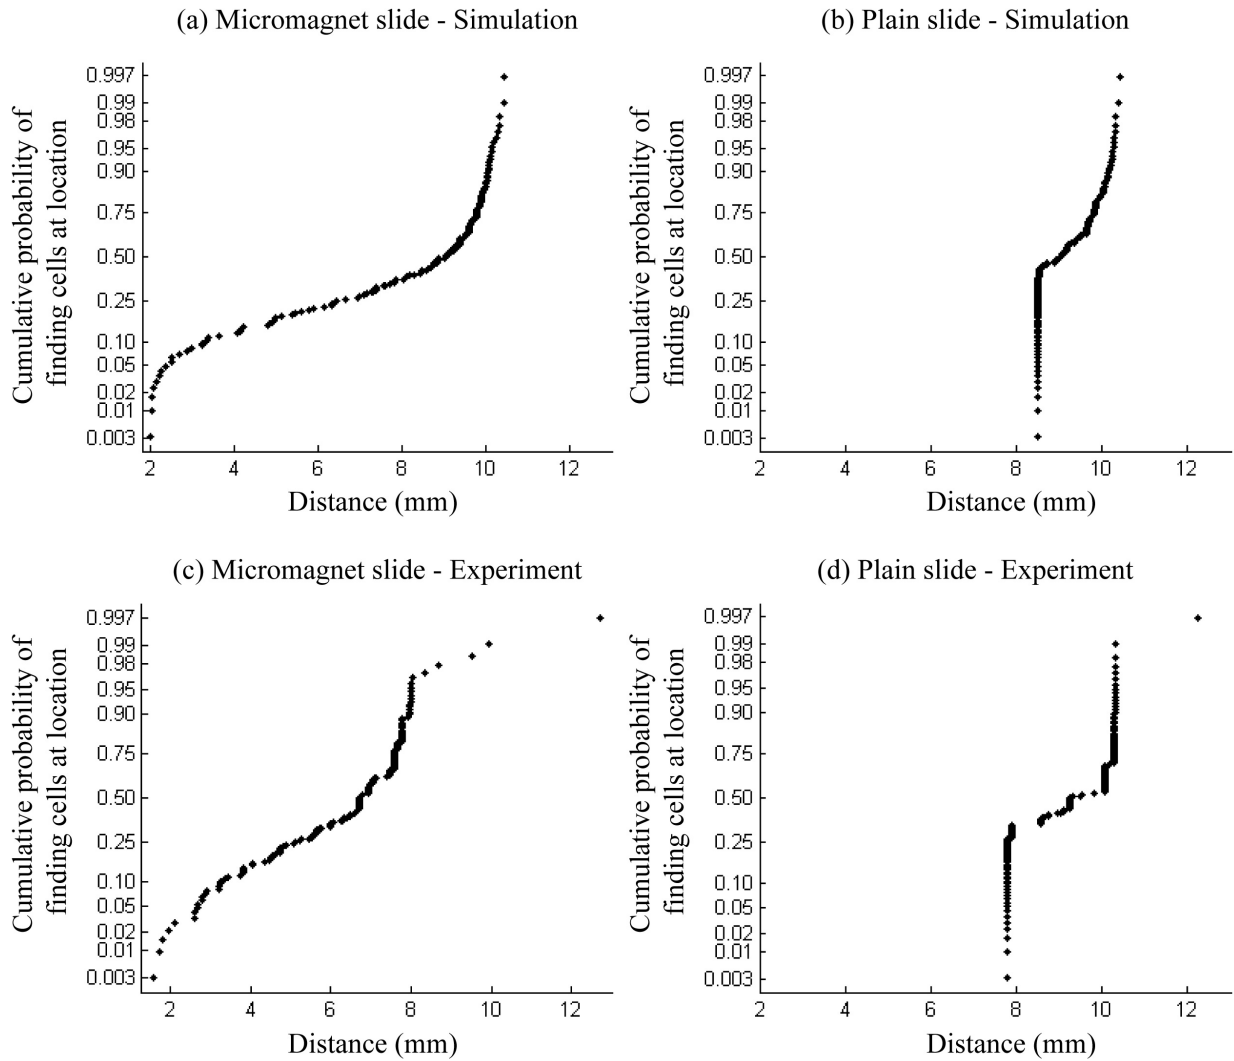 (a) Micromagnet slide - Simulation
Cumulative probability of
finding cells at location
0.997
0.99
0.98
0.95
0.90
0.75
0.50
0.25
0.10
0.05
0.02
0.01
0.003
2 4 6 8 10 12
Distance (mm)
(b) Plain slide - Simulation
Cumulative probability of
finding cells at location
0.997
0.99
0.98
0.95
0.90
0.75
0.50
0.25
0.10
0.05
0.02
0.01
0.003
2 4 6 8 10 12
Distance (mm)
(c) Micromagnet slide - Experiment
Cumulative probability of
finding cells at location
0.997
0.99
0.98
0.95
0.90
0.75
0.50
0.25
0.10
0.05
0.02
0.01
0.003
2 4 6 8 10 12
Distance (mm)
(d) Plain slide - Experiment
Cumulative probability of
finding cells at location
0.997
0.99
0.98
0.95
0.90
0.75
0.50
0.25
0.10
0.05
0.02
0.01
0.003
2 4 6 8 10 12
Distance (mm)